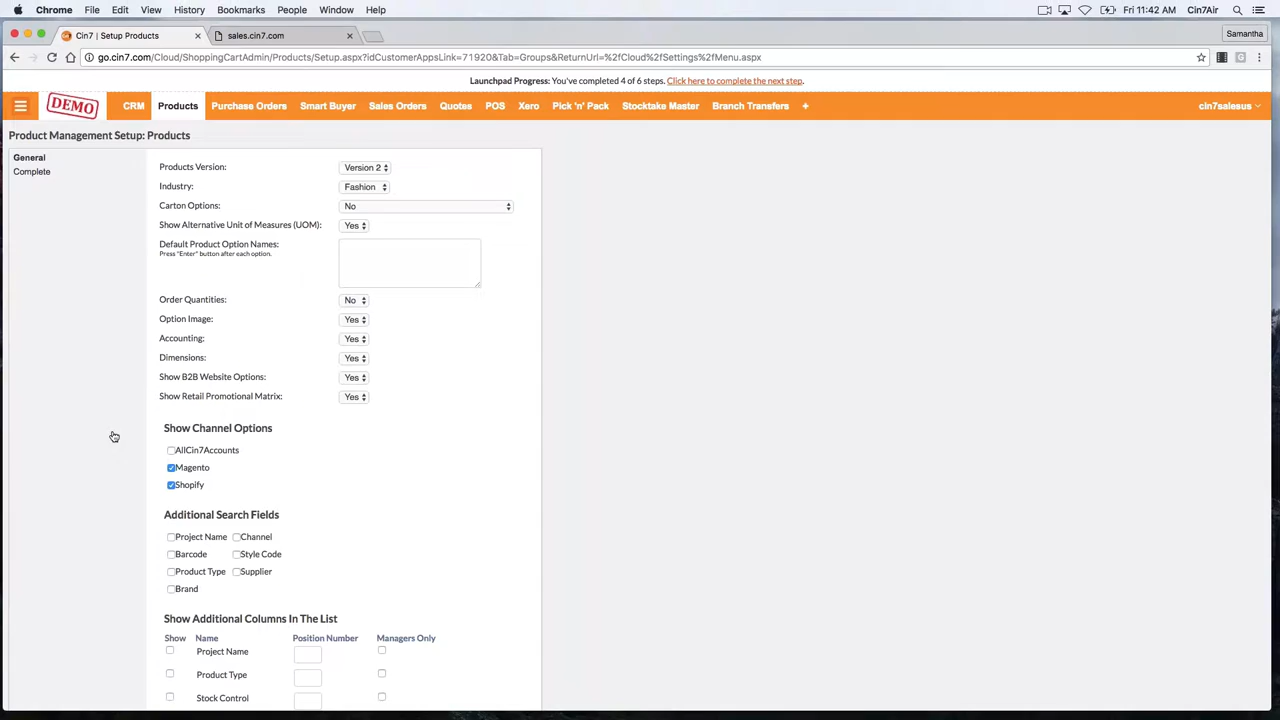 Chrome File Edit View History Bookmarks People Window Help Fri 11:42 AM Cin7Air
Cin7 | Setup Products sales.cin7.com Samantha
go.cin7.com/Cloud/ShoppingCartAdmin/Products/Setup.aspx?idCustomerAppsLink=71920&Tab=Groups&ReturnUrl=%2fCloud%2fSettings%2fMenu.aspx
Launchpad Progress: You've completed 4 of 6 steps. Click here to complete the next step.
DEMO CRM Products Purchase Orders Smart Buyer Sales Orders Quotes POS Xero Pick 'n' Pack Stocktake Master Branch Transfers + cin7salesus
Product Management Setup: Products
General
Complete
Products Version: Version 2
Industry: Fashion
Carton Options: No
Show Alternative Unit of Measures (UOM): Yes
Default Product Option Names:
Press "Enter" button after each option.
Order Quantities: No
Option Image: Yes
Accounting: Yes
Dimensions: Yes
Show B2B Website Options: Yes
Show Retail Promotional Matrix: Yes
Show Channel Options
AllCin7Accounts
Magento
Shopify
Additional Search Fields
Project Name Channel
Barcode Style Code
Product Type Supplier
Brand
Show Additional Columns In The List
Show Name Position Number Managers Only
Project Name
Product Type
Stock Control